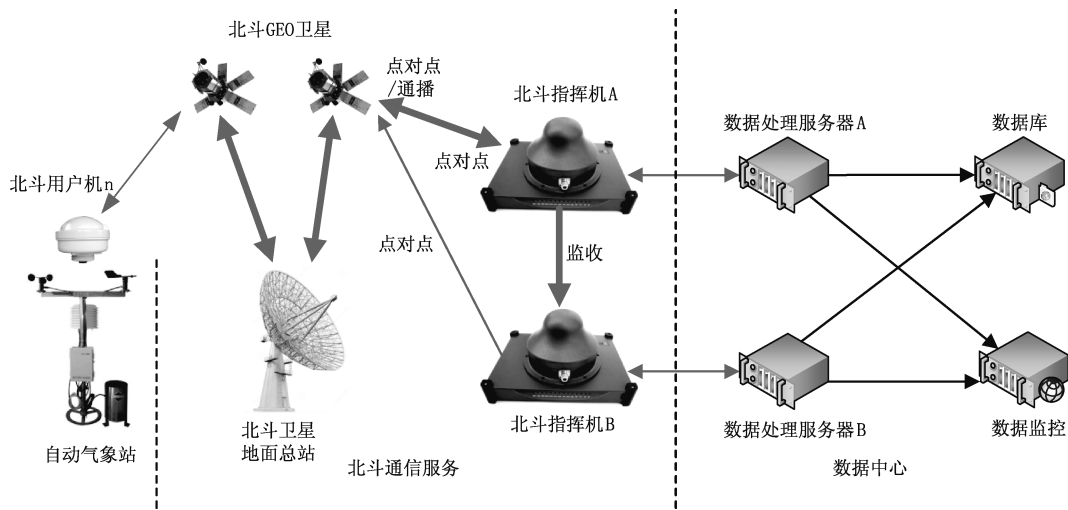 北斗GEO卫星
点对点
/通播
北斗指挥机A
数据处理服务器A
数据库
点对点
北斗用户机n
点对点
监收
北斗卫星
地面总站
北斗指挥机B
数据处理服务器B
数据监控
自动气象站
北斗通信服务
数据中心